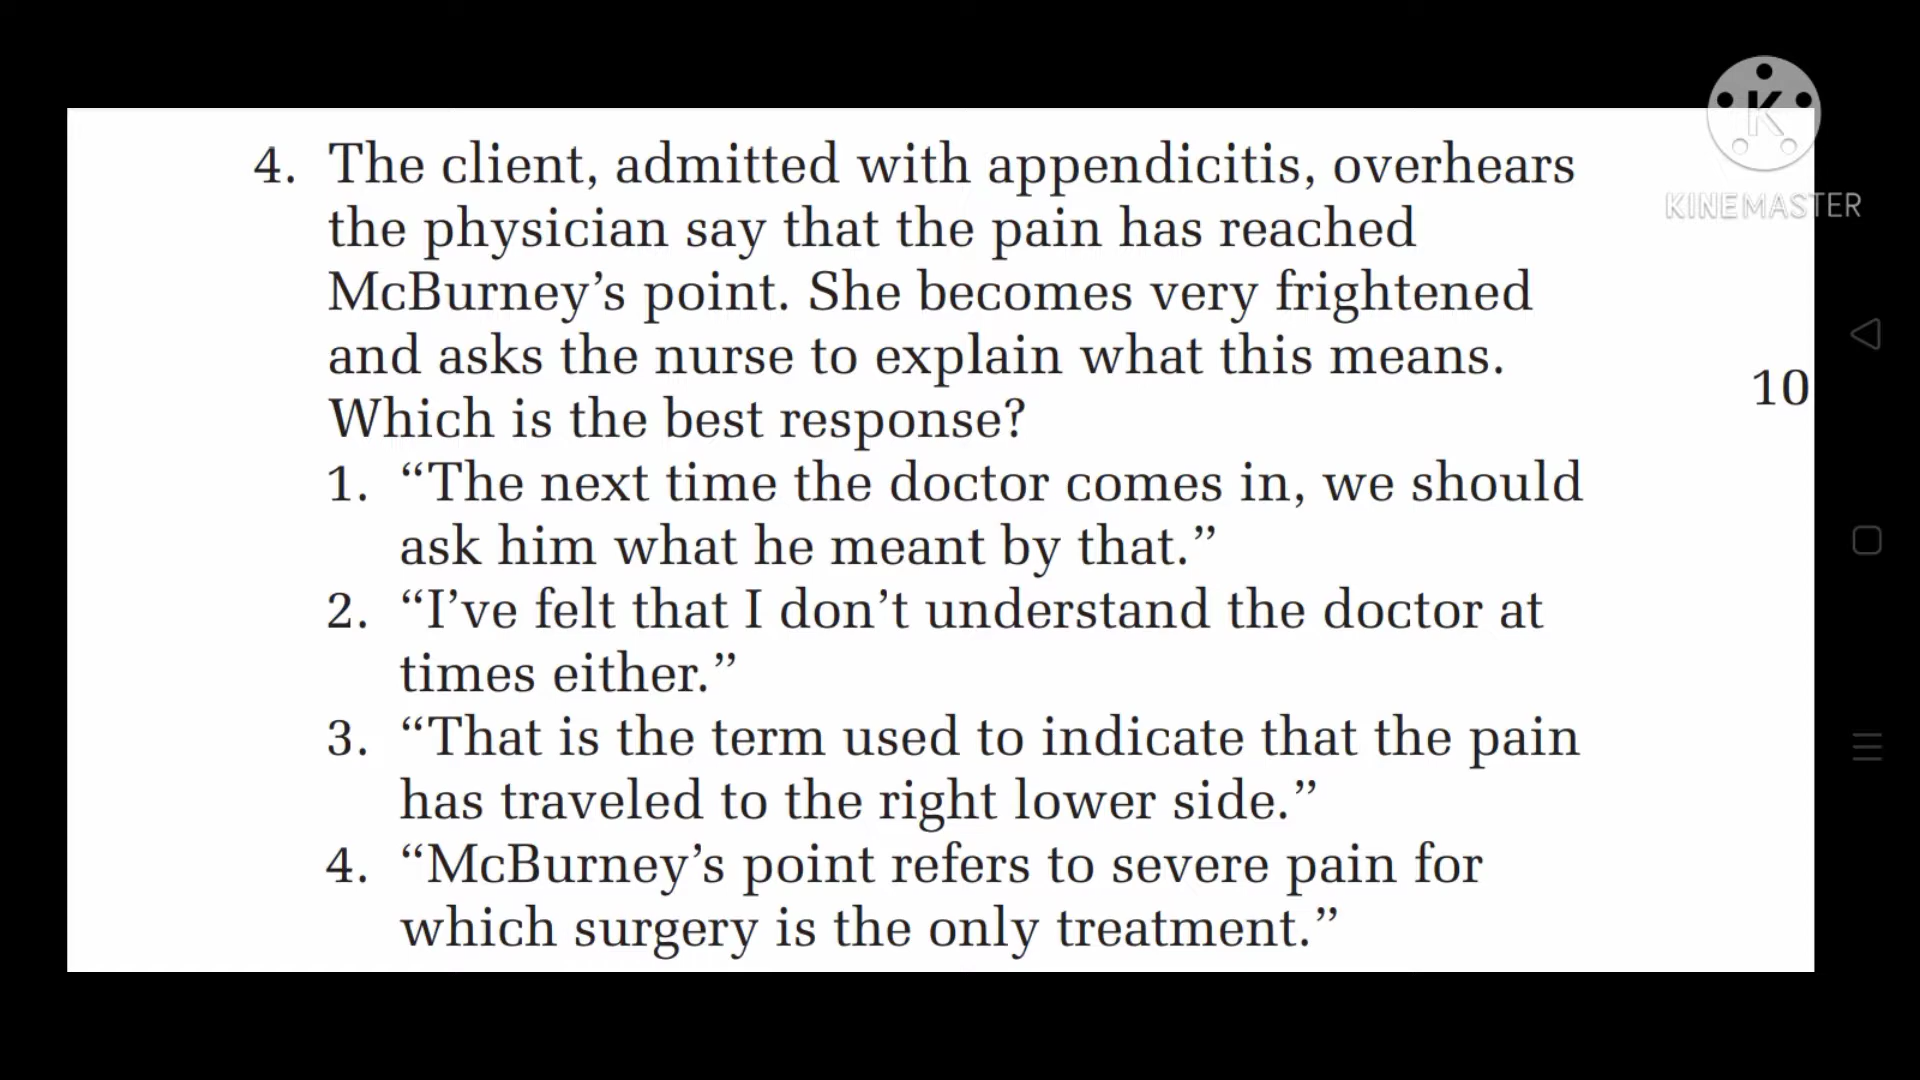 4. The client, admitted with appendicitis, overhears
the physician say that the pain has reached
McBurney’s point. She becomes very frightened
and asks the nurse to explain what this means.
Which is the best response?
1. “The next time the doctor comes in, we should
ask him what he meant by that.”
2. “I’ve felt that I don’t understand the doctor at
times either.”
3. “That is the term used to indicate that the pain
has traveled to the right lower side.”
4. “McBurney’s point refers to severe pain for
which surgery is the only treatment.”
10
K
KINEMASTER